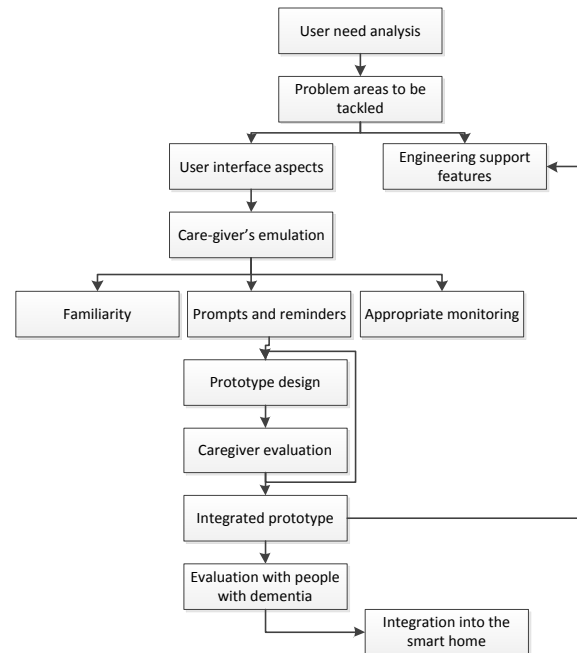 User need analysis
Problem areas to be
tackled
User interface aspects
Engineering support
features
Care-giver's emulation
Familiarity
Prompts and reminders
Appropriate monitoring
Prototype design
Caregiver evaluation
Integrated prototype
Evaluation with people
with dementia
Integration into the
smart home